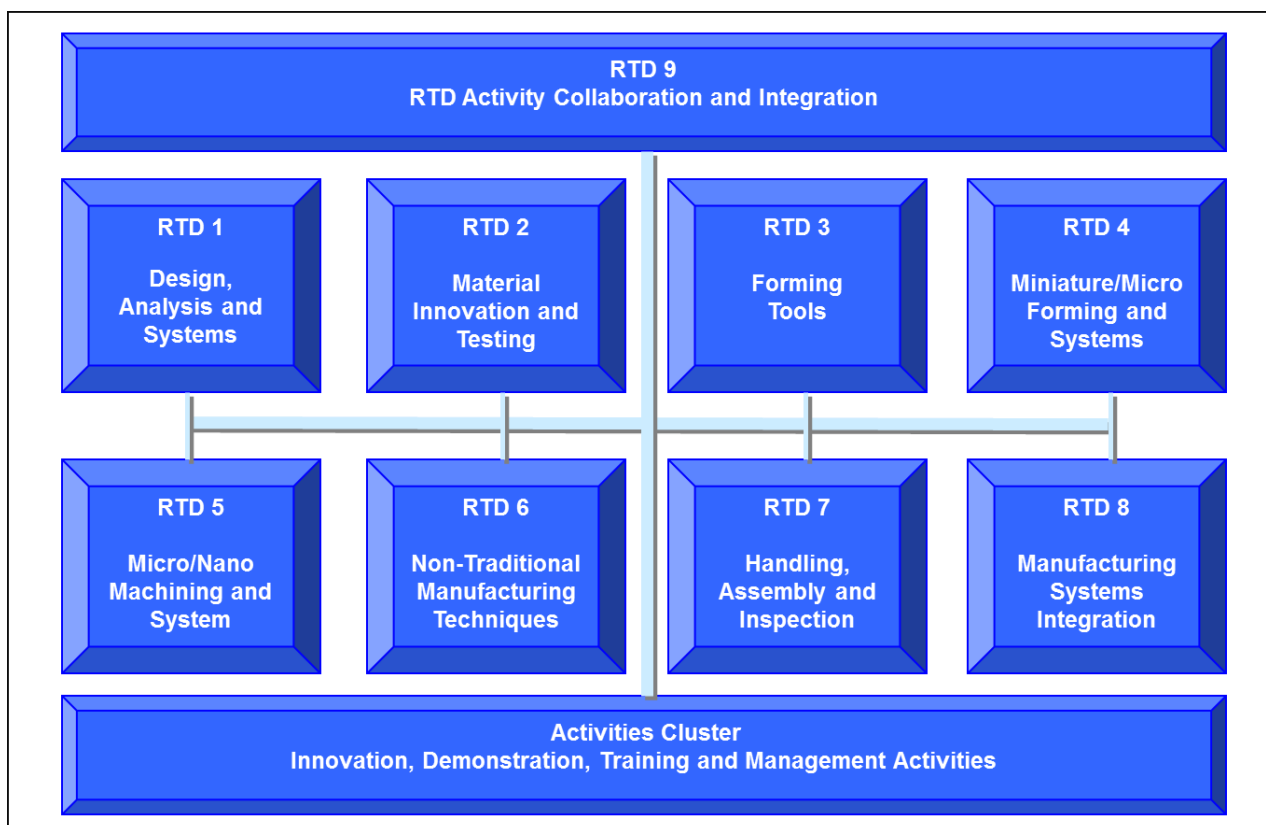 RTD 9
RTD Activity Collaboration and Integration
RTD 1
Design,
Analysis and
Systems
RTD 2
Material
Innovation and
Testing
RTD 3
Forming
Tools
RTD 4
Miniature/Micro
Forming and
Systems
RTD 5
Micro/Nano
Machining and
System
RTD 6
Non-Traditional
Manufacturing
Techniques
RTD 7
Handling,
Assembly and
Inspection
RTD 8
Manufacturing
Systems
Integration
Activities Cluster
Innovation, Demonstration, Training and Management Activities